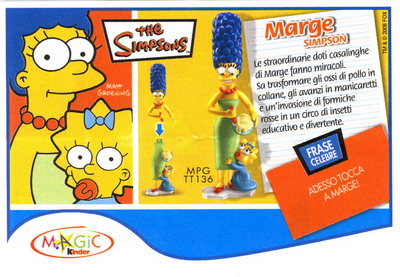 THE
SIMPSONS
MATT
GROENING
MPG
TT136
Marge
SIMPSON
Le straordinarie doti casalinghe
di Marge fanno miracoli.
Sa trasformare gli ossi di pollo in
collane, gli avanzi in manicaretti
e un'invasione di formiche
rosse in un circo di insetti
educativo e divertente.
FRASE
CELEBRE
ADESSO TOCCA
A MARGE!
TM & © 2008 FOX
MAGIC
Kinder